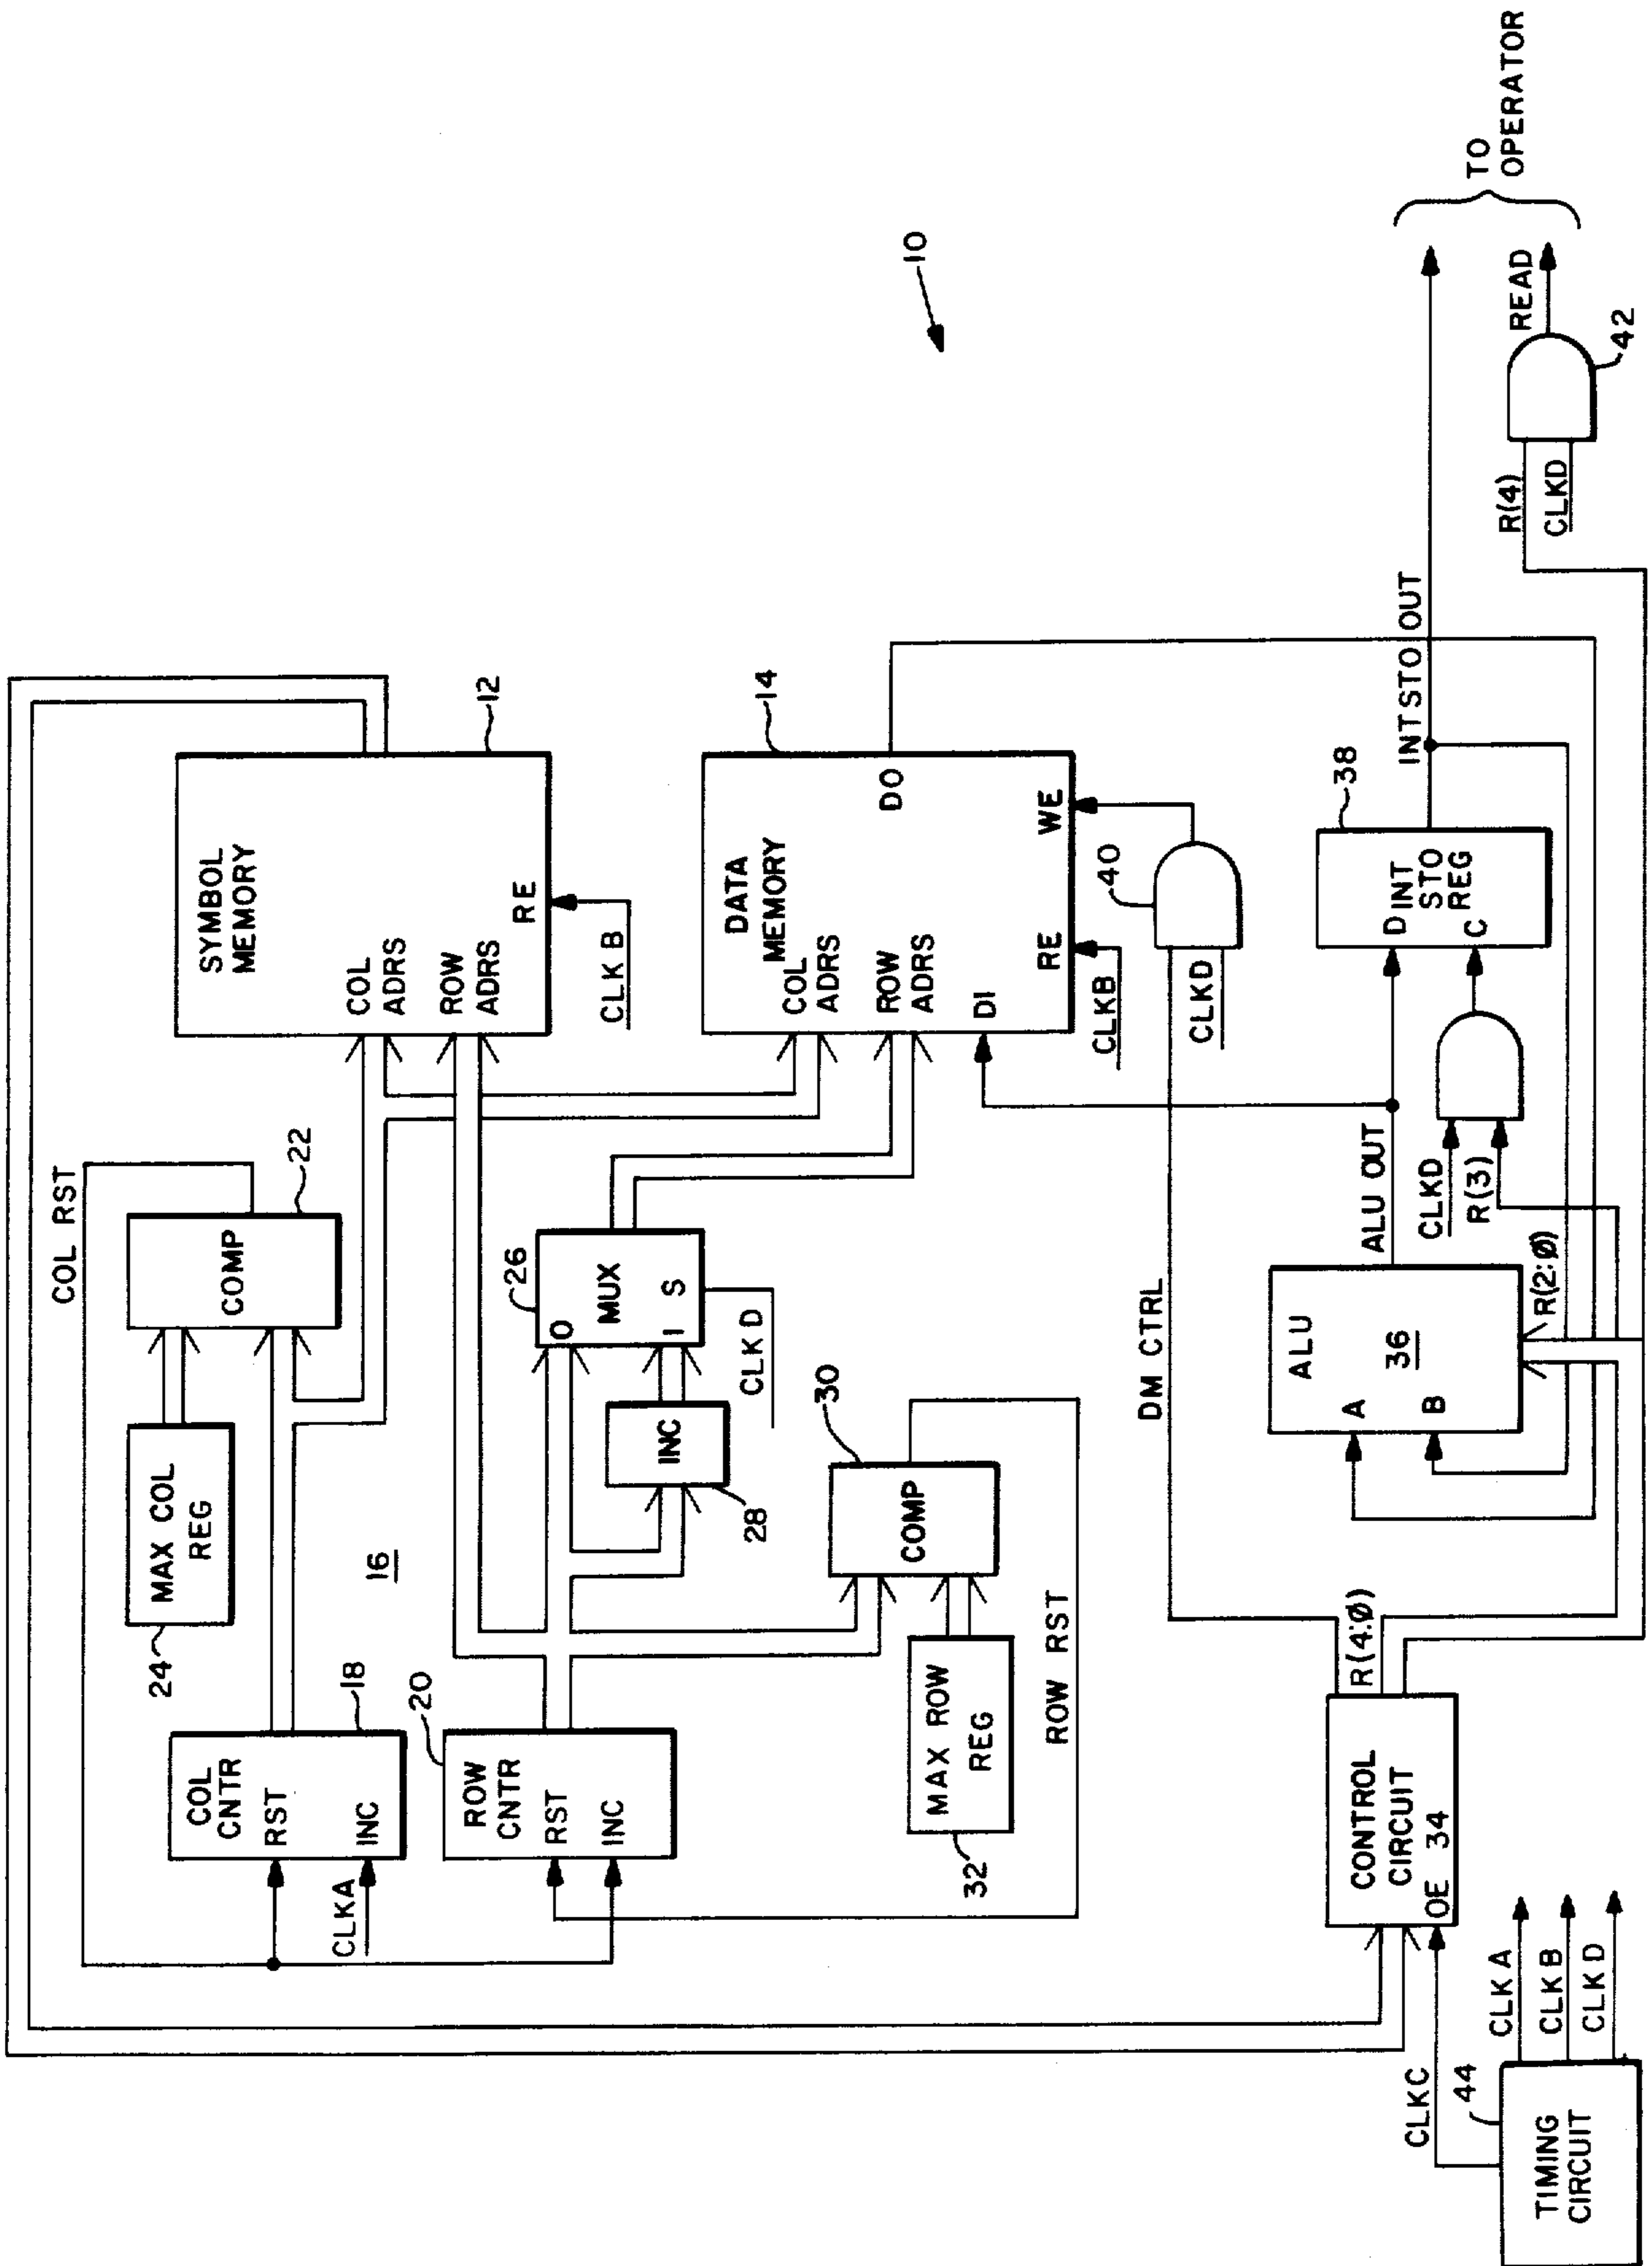 COL RST
24
MAX COL
REG
22
COMP
18
COL
CNTR
RST
INC
CLKA
16
20
ROW
CNTR
RST
INC
26
0
MUX
1
S
CLK D
INC
28
30
COMP
MAX ROW
REG
32
ROW RST
SYMBOL
MEMORY
12
COL
ADRS
ROW
ADRS
RE
CLK B
DATA
MEMORY
14
COL
ADRS
ROW
ADRS
DI
DO
RE
WE
CLKB
40
CLKD
DM CTRL
10
CONTROL
CIRCUIT
OE 34
R(4:Ø)
ALU
36
A
B
R(2:Ø)
ALU OUT
CLKD
R(3)
38
D INT
STO
REG
C
INTSTO OUT
R(4)
CLKD
READ
42
TO
OPERATOR
TIMING
CIRCUIT
44
CLKC
CLK A
CLK B
CLK D